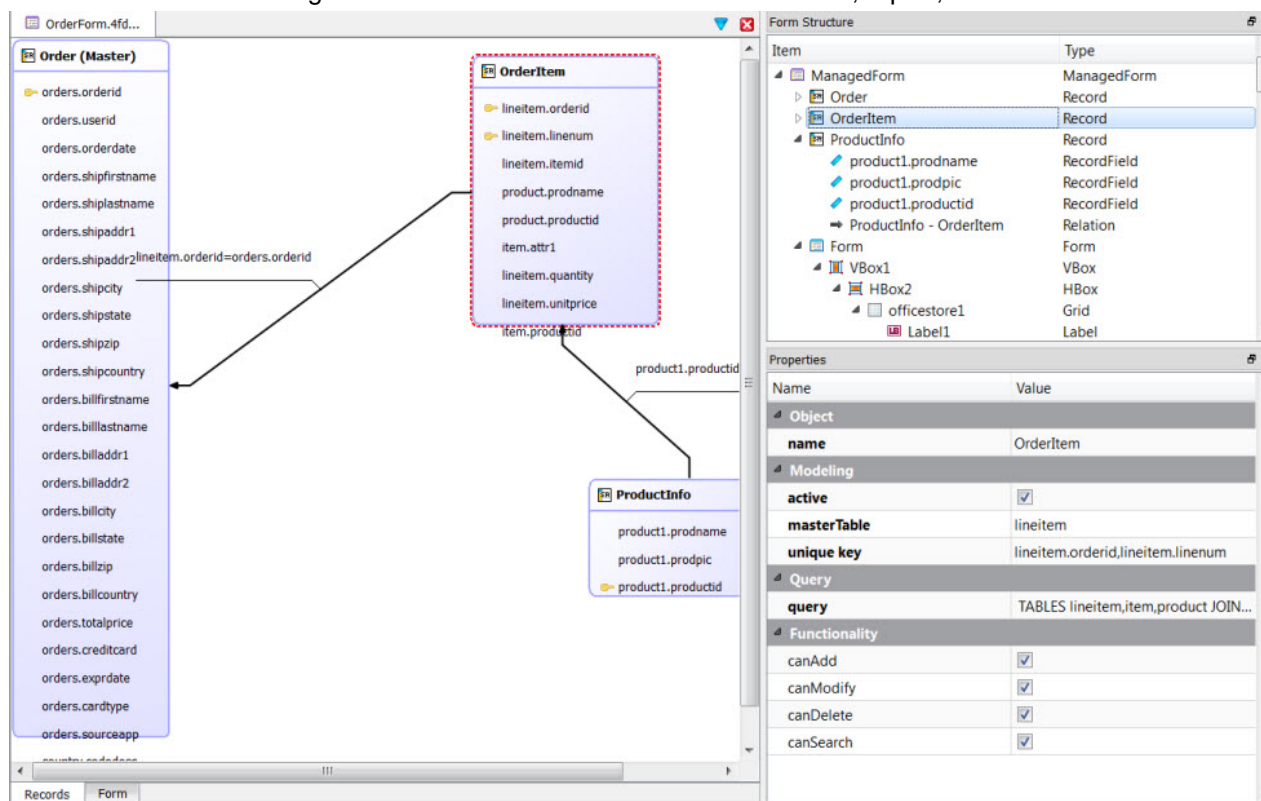 OrderForm.4fd...
Order (Master)
orders.orderid
orders.userid
orders.orderdate
orders.shipfirstname
orders.shiplastname
orders.shipaddr1
orders.shipaddr2
orders.shipcity
orders.shipstate
orders.shipzip
orders.shipcountry
orders.billfirstname
orders.billlastname
orders.billaddr1
orders.billaddr2
orders.billcity
orders.billstate
orders.billzip
orders.billcountry
orders.totalprice
orders.creditcard
orders.exprdate
orders.cardtype
orders.sourceapp
lineitem.orderid=orders.orderid
OrderItem
lineitem.orderid
lineitem.linenum
lineitem.itemid
product.prodname
product.productid
item.attr1
lineitem.quantity
lineitem.unitprice
item.productid
product1.productid
ProductInfo
product1.prodname
product1.prodpic
product1.productid
Records Form
Form Structure
Item Type
ManagedForm ManagedForm
Order Record
OrderItem Record
ProductInfo Record
product1.prodname RecordField
product1.prodpic RecordField
product1.productid RecordField
ProductInfo - OrderItem Relation
Form Form
VBox1 VBox
HBox2 HBox
officestore1 Grid
LB Label1 Label
Properties
Name Value
Object
name OrderItem
Modeling
active
masterTable lineitem
unique key lineitem.orderid,lineitem.linenum
Query
query TABLES lineitem,item,product JOIN...
Functionality
canAdd
canModify
canDelete
canSearch